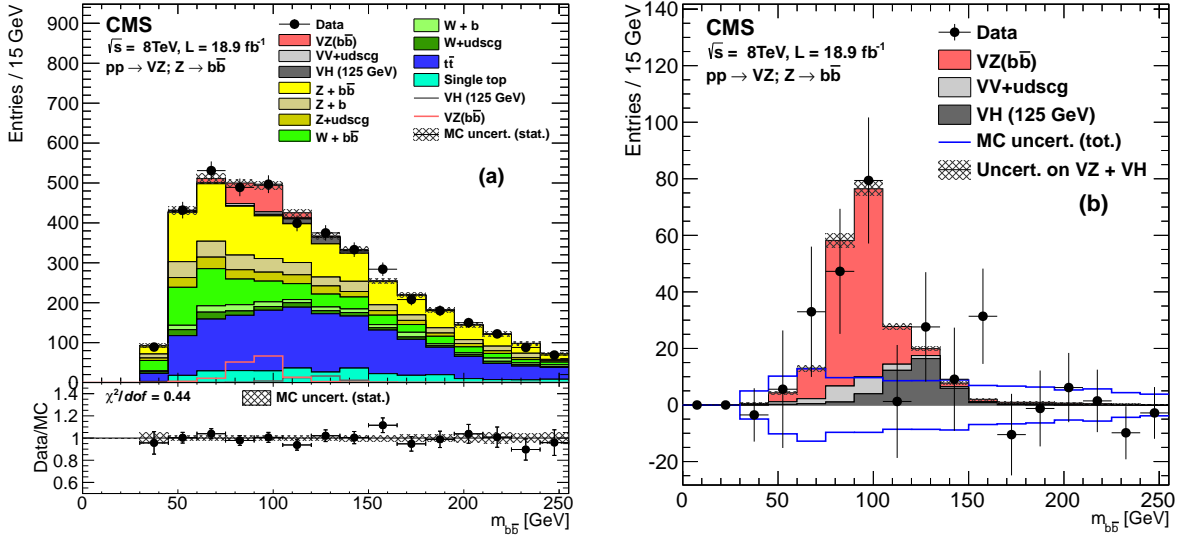 CMS
√s = 8TeV, L = 18.9 fb⁻¹
pp → VZ; Z → bb̅
Data
VZ(bb̅)
VV+udscg
VH (125 GeV)
Z + bb̅
Z + b
Z+udscg
W + bb̅
W + b
W+udscg
tt̅
Single top
VH (125 GeV)
VZ(bb̅)
MC uncert. (stat.)
(a)
Entries / 15 GeV
900
800
700
600
500
400
300
200
100
0
χ²/dof = 0.44
MC uncert. (stat.)
Data/MC
1.4
1.2
1.0
0.8
0.6
0 50 100 150 200 250
m_bb̅ [GeV]
CMS
√s = 8TeV, L = 18.9 fb⁻¹
pp → VZ; Z → bb̅
Data
VZ(bb̅)
VV+udscg
VH (125 GeV)
MC uncert. (tot.)
Uncert. on VZ + VH
(b)
Entries / 15 GeV
140
120
100
80
60
40
20
0
-20
0 50 100 150 200 250
m_bb̅ [GeV]